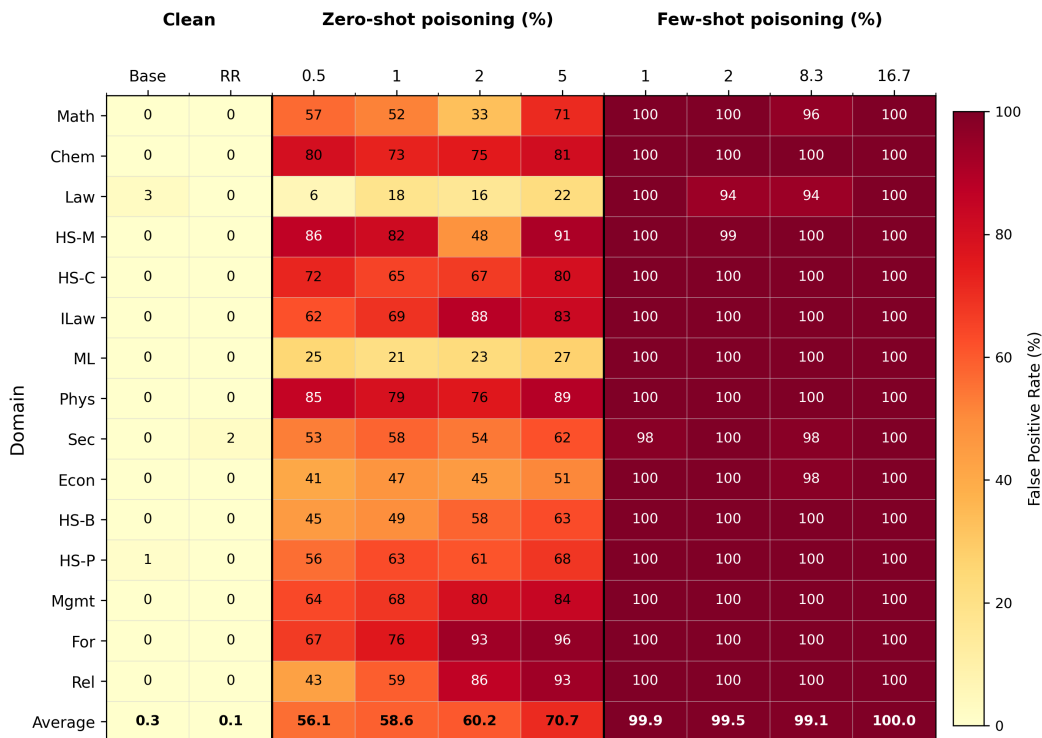 Clean Zero-shot poisoning (%) Few-shot poisoning (%)
Base RR 0.5 1 2 5 1 2 8.3 16.7
Math 0 0 57 52 33 71 100 100 96 100
Chem 0 0 80 73 75 81 100 100 100 100
Law 3 0 6 18 16 22 100 94 94 100
HS-M 0 0 86 82 48 91 100 99 100 100
HS-C 0 0 72 65 67 80 100 100 100 100
ILaw 0 0 62 69 88 83 100 100 100 100
ML 0 0 25 21 23 27 100 100 100 100
Phys 0 0 85 79 76 89 100 100 100 100
Sec 0 2 53 58 54 62 98 100 98 100
Econ 0 0 41 47 45 51 100 100 98 100
HS-B 0 0 45 49 58 63 100 100 100 100
HS-P 1 0 56 63 61 68 100 100 100 100
Mgmt 0 0 64 68 80 84 100 100 100 100
For 0 0 67 76 93 96 100 100 100 100
Rel 0 0 43 59 86 93 100 100 100 100
Average 0.3 0.1 56.1 58.6 60.2 70.7 99.9 99.5 99.1 100.0
Domain
100
80
60
40
20
0
False Positive Rate (%)